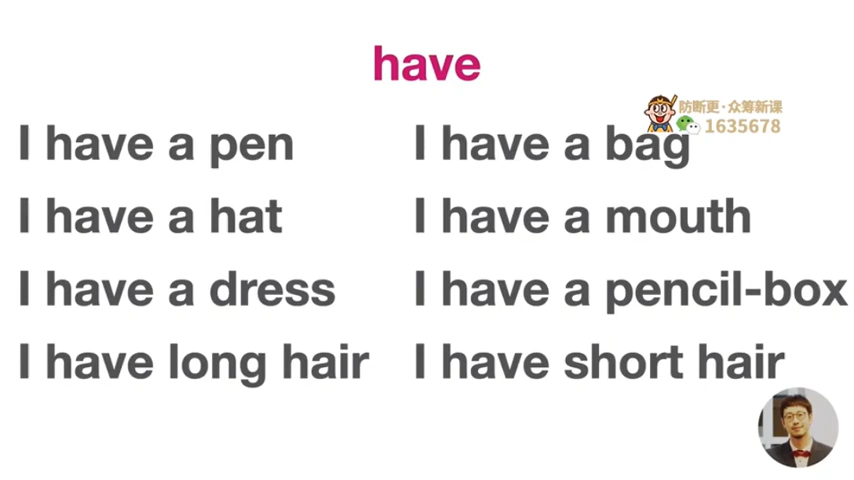 have
防断更·众筹新课
1635678
I have a pen
I have a bag
I have a hat
I have a mouth
I have a dress
I have a pencil-box
I have long hair
I have short hair